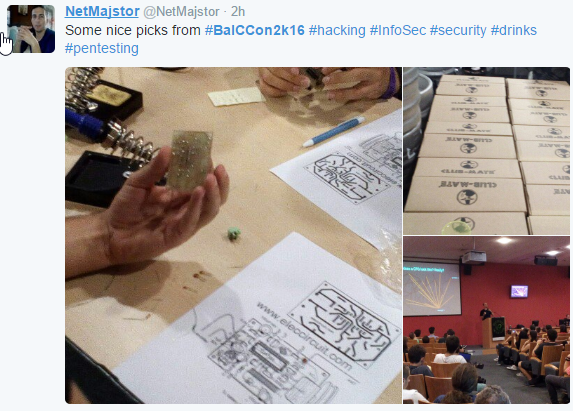 NetMajstor @NetMajstor · 2h
Some nice picks from #BalCCon2k16 #hacking #InfoSec #security #drinks
#pentesting
www.eleccircuit.com
CLUB-MATE
CLUB-MATE
CLUB-MATE